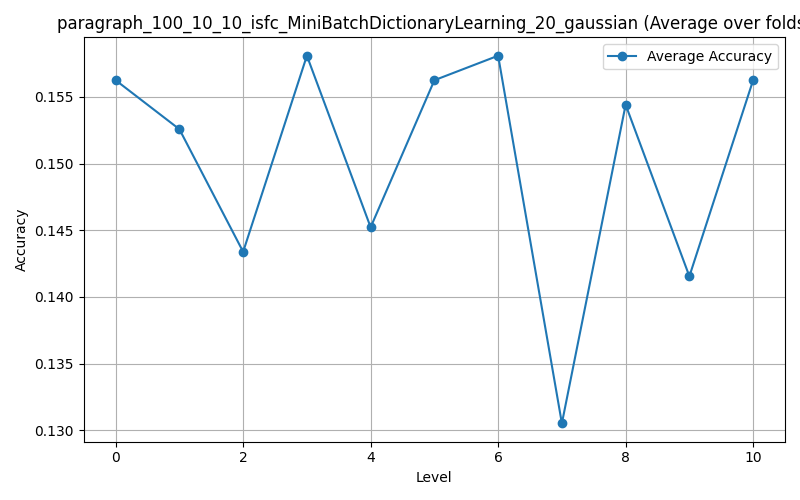 paragraph_100_10_10_isfc_MiniBatchDictionaryLearning_20_gaussian (Average over folds
Average Accuracy
Accuracy
0.155
0.150
0.145
0.140
0.135
0.130
0 2 4 6 8 10
Level